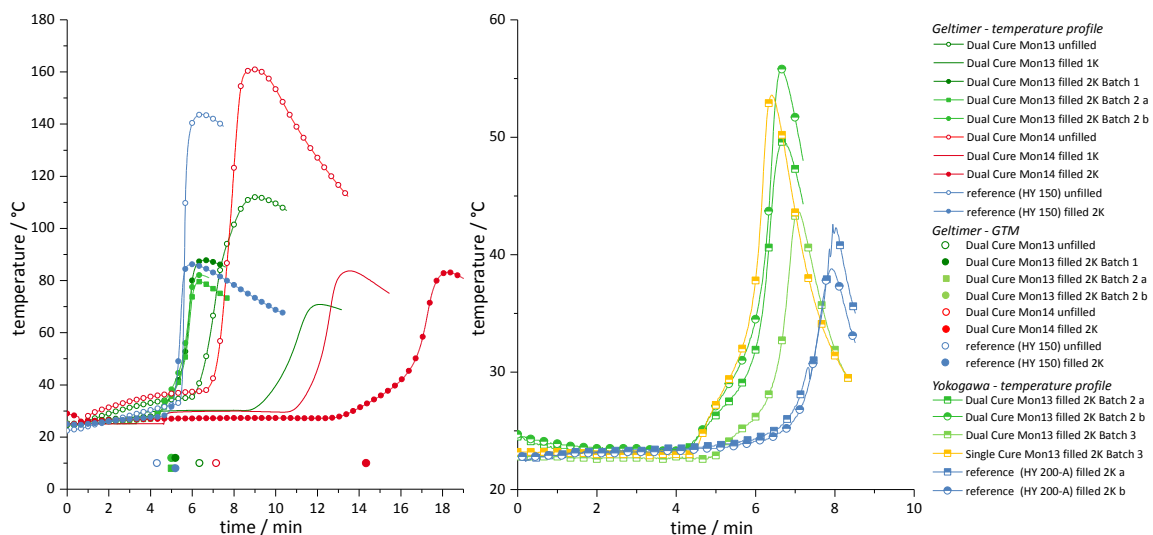 180
160
140
120
100
80
60
40
20
0
0
2
4
6
8
10
12
14
16
18
temperature / °C
time / min
60
50
40
30
20
0
2
4
6
8
10
temperature / °C
time / min
Geltimer - temperature profile
Dual Cure Mon13 unfilled
Dual Cure Mon13 filled 1K
Dual Cure Mon13 filled 2K Batch 1
Dual Cure Mon13 filled 2K Batch 2 a
Dual Cure Mon13 filled 2K Batch 2 b
Dual Cure Mon14 unfilled
Dual Cure Mon14 filled 1K
Dual Cure Mon14 filled 2K
reference (HY 150) unfilled
reference (HY 150) filled 2K
Geltimer - GTM
Dual Cure Mon13 unfilled
Dual Cure Mon13 filled 2K Batch 1
Dual Cure Mon13 filled 2K Batch 2 a
Dual Cure Mon13 filled 2K Batch 2 b
Dual Cure Mon14 unfilled
Dual Cure Mon14 filled 2K
reference (HY 150) unfilled
reference (HY 150) filled 2K
Yokogawa - temperature profile
Dual Cure Mon13 filled 2K Batch 2 a
Dual Cure Mon13 filled 2K Batch 2 b
Dual Cure Mon13 filled 2K Batch 3
Single Cure Mon13 filled 2K Batch 3
reference (HY 200-A) filled 2K a
reference (HY 200-A) filled 2K b